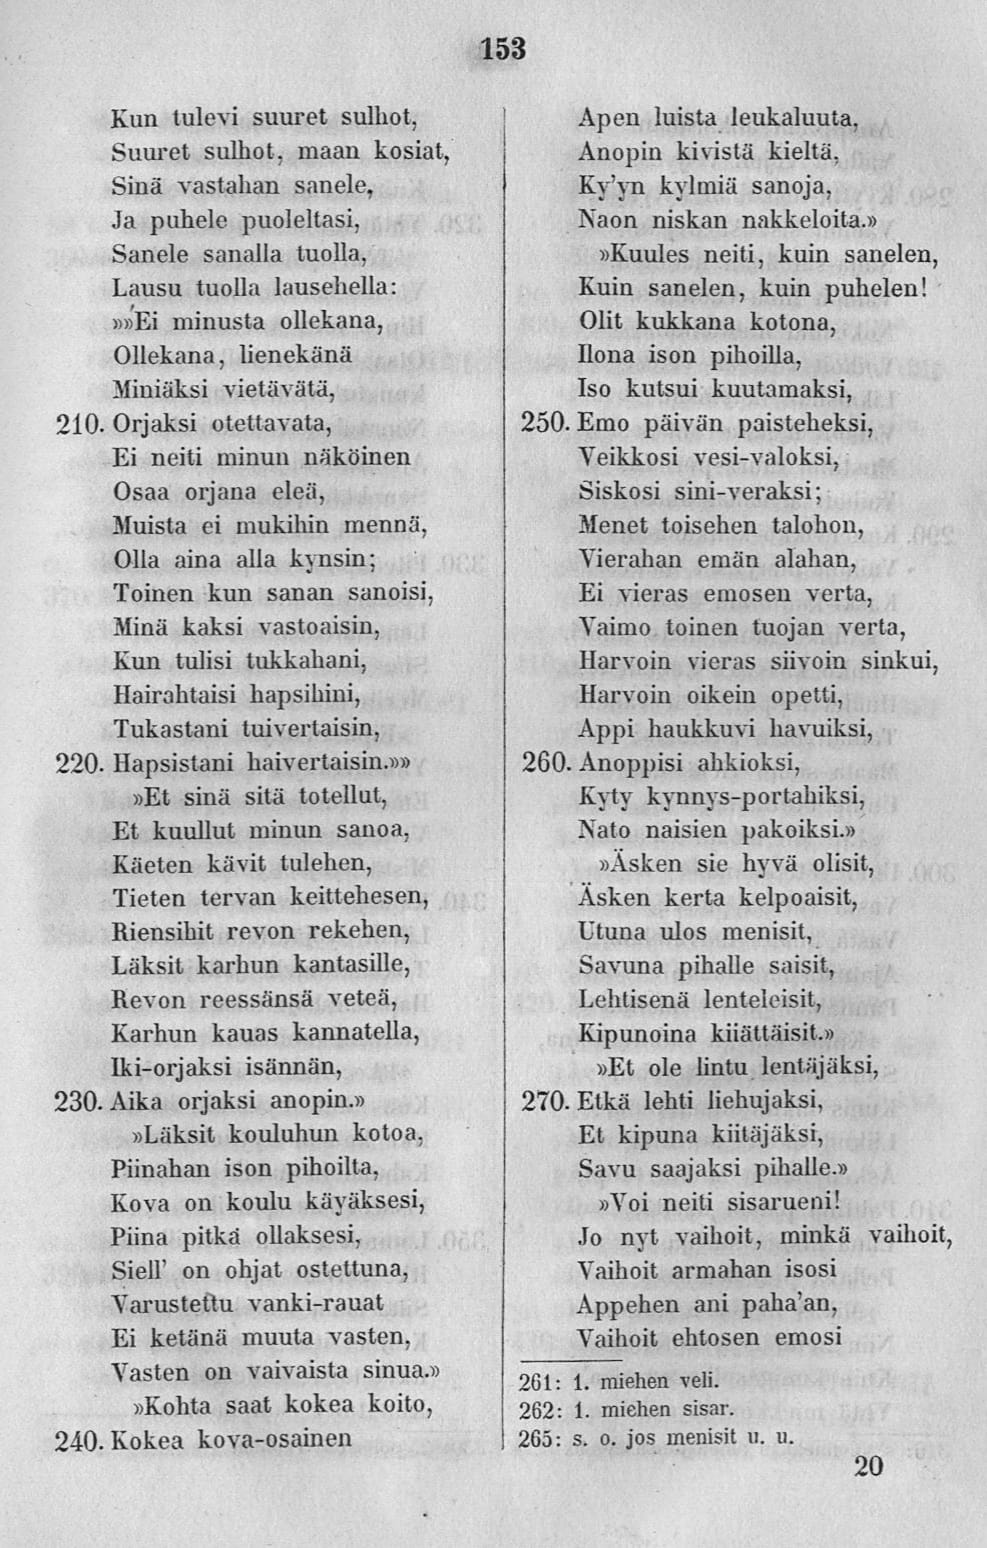 153
Kun tulevi suuret sulhot,
Suuret sulhot, maan kosiat,
Sinä vastahan sanele,
Ja puhele puoleltasi,
Sanele sanalla tuolla,
Lausu tuolla lausehella:
»»Ei minusta ollekana,
Ollekana, lienekänä
Miniäksi vietävätä,
210. Orjaksi otettavata,
Ei neiti minun näköinen
Osaa orjana eleä,
Muista ei mukihin mennä,
Olla aina alla kynsin;
Toinen kun sanan sanoisi,
Minä kaksi vastoaisin,
Kun tulisi tukkahani,
Hairahtaisi hapsihini,
Tukastani tuivertaisin,
220. Hapsistani haivertaisin.»»
»Et sinä sitä totellut,
Et kuullut minun sanoa,
Käeten kävit tulehen,
Tieten tervan keittehesen,
Riensihit revon rekehen,
Läksit karhun kantasille,
Revon reessänsä veteä,
Karhun kauas kannatella,
Iki-orjaksi isännän,
230. Aika orjaksi anopin.»
»Läksit kouluhun kotoa,
Piinahan ison pihoilta,
Kova on koulu käyäksesi,
Piina pitkä ollaksesi,
Siell' on ohjat ostettuna,
Varustettu vanki-rauat
Ei ketänä muuta vasten,
Vasten on vaivaista sinua.»
»Kohta saat kokea koito,
240. Kokea kova-osainen
Apen luista leukaluuta,
Anopin kivistä kieltä,
Ky'yn kylmiä sanoja,
Naon niskan nakkeloita.»
»Kuules neiti, kuin sanelen,
Kuin sanelen, kuin puhelen!
Olit kukkana kotona,
Ilona ison pihoilla,
Iso kutsui kuutamaksi,
250. Emo päivän paisteheksi,
Veikkosi vesi-valoksi,
Siskosi sini-veraksi;
Menet toisehen talohon,
Vierahan emän alahan,
Ei vieras emosen verta,
Vaimo toinen tuojan verta,
Harvoin vieras siivoin sinkui,
Harvoin oikein opetti,
Appi haukkuvi havuiksi,
260. Anoppisi ahkioksi,
Kyty kynnys-portahiksi,
Nato naisien pakoiksi.»
»Äsken sie hyvä olisit,
Äsken kerta kelpoaisit,
Utuna ulos menisit,
Savuna pihalle saisit,
Lehtisenä lenteleisit,
Kipunoina kiiättäisit.»
»Et ole lintu lentäjäksi,
270. Etkä lehti liehujaksi,
Et kipuna kiitäjäksi,
Savu saajaksi pihalle.»
»Voi neiti sisarueni!
Jo nyt vaihoit, minkä vaihoit,
Vaihoit armahan isosi
Appehen ani paha'an,
Vaihoit ehtosen emosi
261: 1. miehen veli.
262: 1. miehen sisar.
265: s. o. jos menisit u. u.
20